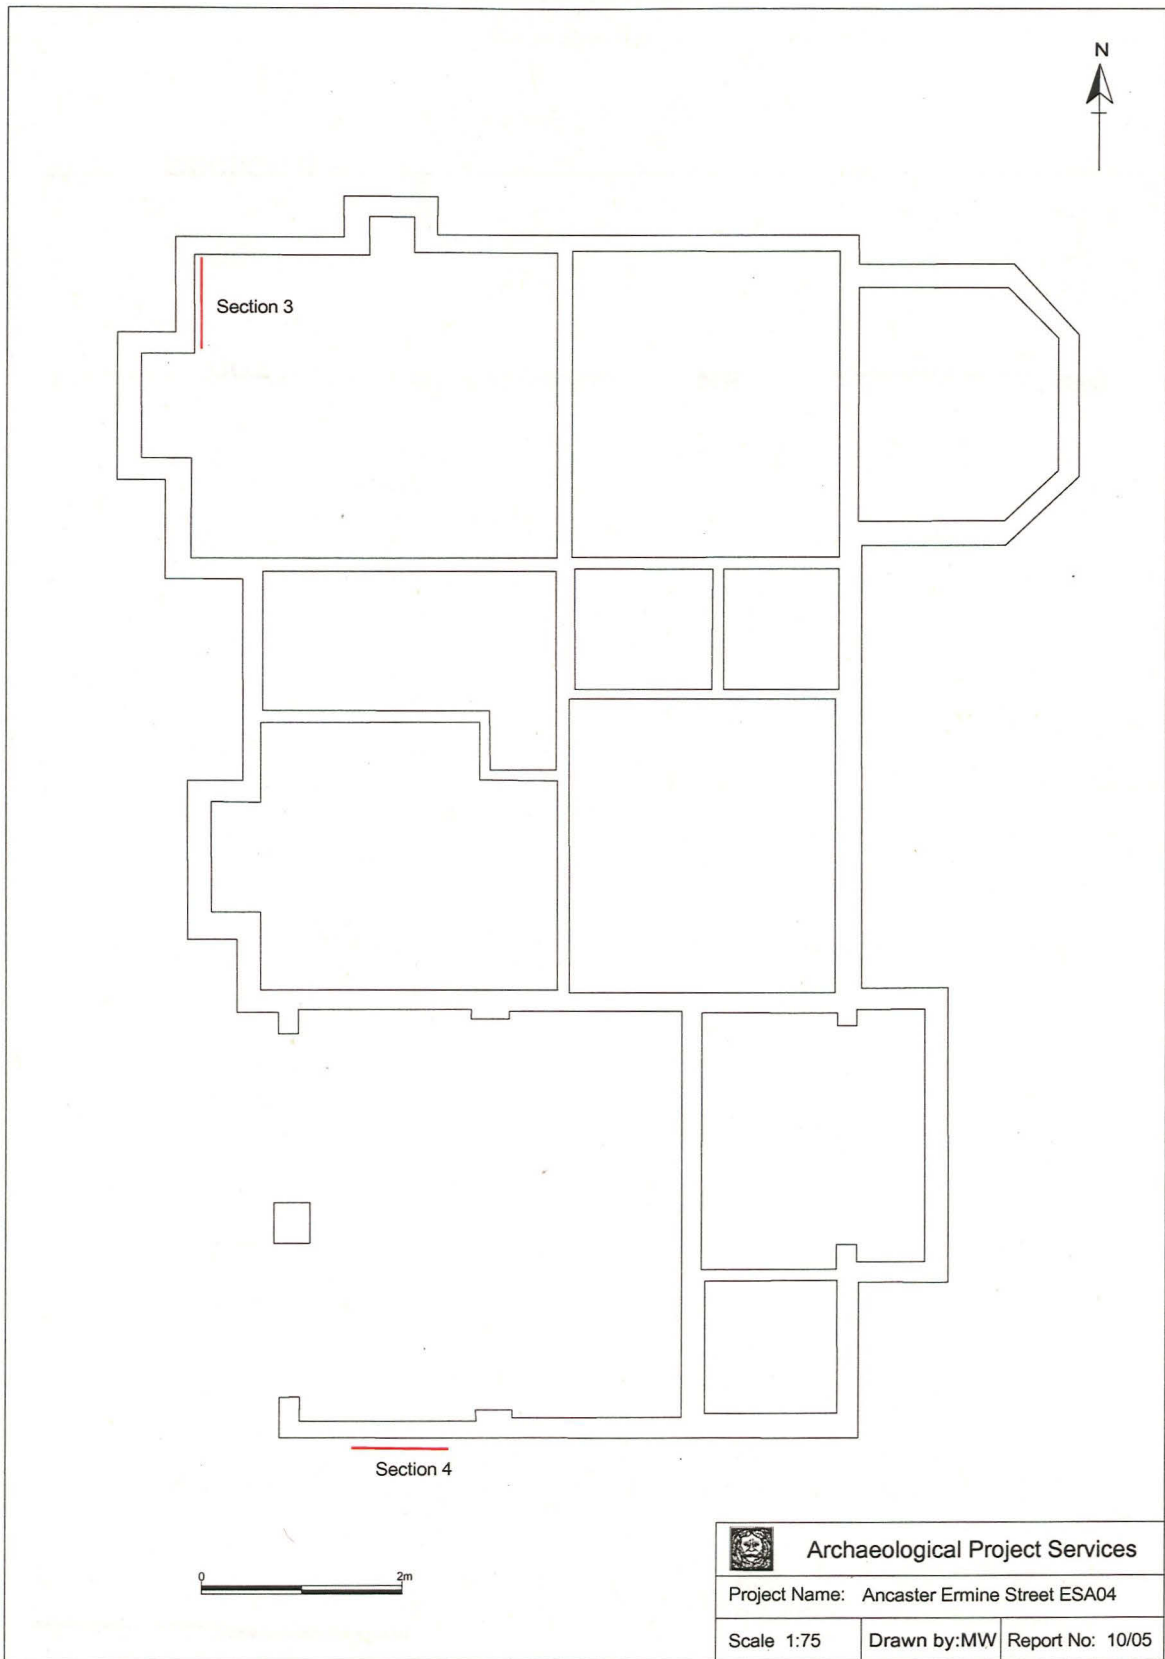 N
Section 3
Section 4
0 2m
Archaeological Project Services
Project Name: Ancaster Ermine Street ESA04
Scale 1:75 Drawn by:MW Report No: 10/05